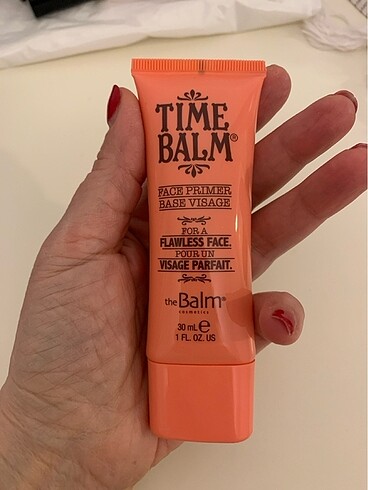 TIME
BALM®
FACE PRIMER
BASE VISAGE
FOR A
FLAWLESS FACE.
POUR UN
VISAGE PARFAIT.
theBalm®
cosmetics
30 mL e
1 FL. OZ. US